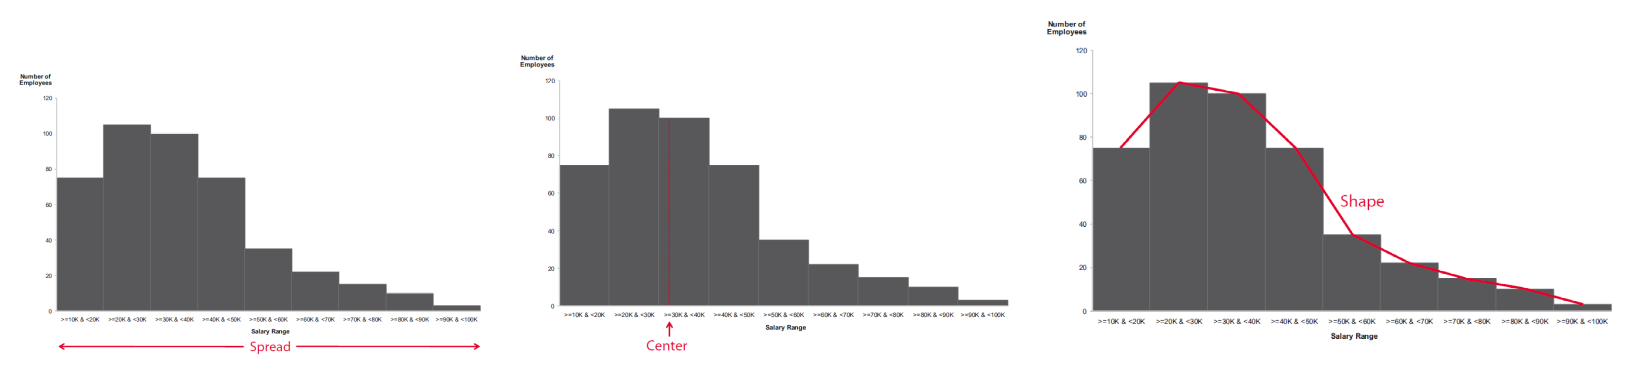 Number of
Employees
120
100
80
60
40
20
0
>=10K & <20K >=20K & <30K >=30K & <40K >=40K & <50K >=50K & <60K >=60K & <70K >=70K & <80K >=80K & <90K >=90K & <100K
Salary Range
Spread
Number of
Employees
120
100
80
60
40
20
0
>=10K & <20K >=20K & <30K >=30K & <40K >=40K & <50K >=50K & <60K >=60K & <70K >=70K & <80K >=80K & <90K >=90K & <100K
Salary Range
Center
Number of
Employees
120
100
80
60
40
20
0
Shape
>=10K & <20K >=20K & <30K >=30K & <40K >=40K & <50K >=50K & <60K >=60K & <70K >=70K & <80K >=80K & <90K >=90K & <100K
Salary Range